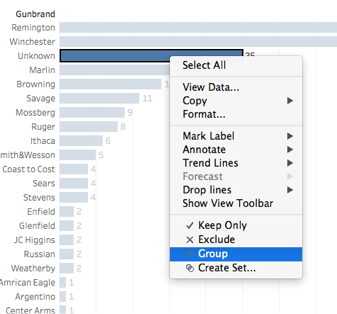 Gunbrand
Remington
Winchester
Unknown 35
Marlin
Browning 1
Savage 11
Mossberg 9
Ruger 8
Ithaca 6
mith&Wesson 5
Coast to Cost 4
Sears 4
Stevens 4
Enfield 2
Glenfield 2
JC Higgins 2
Russian 2
Weatherby 2
Amrican Eagle 1
Argentino 1
Center Arms 1
Select All
View Data...
Copy
Format...
Mark Label
Annotate
Trend Lines
Forecast
Drop lines
Show View Toolbar
Keep Only
Exclude
Group
Create Set...